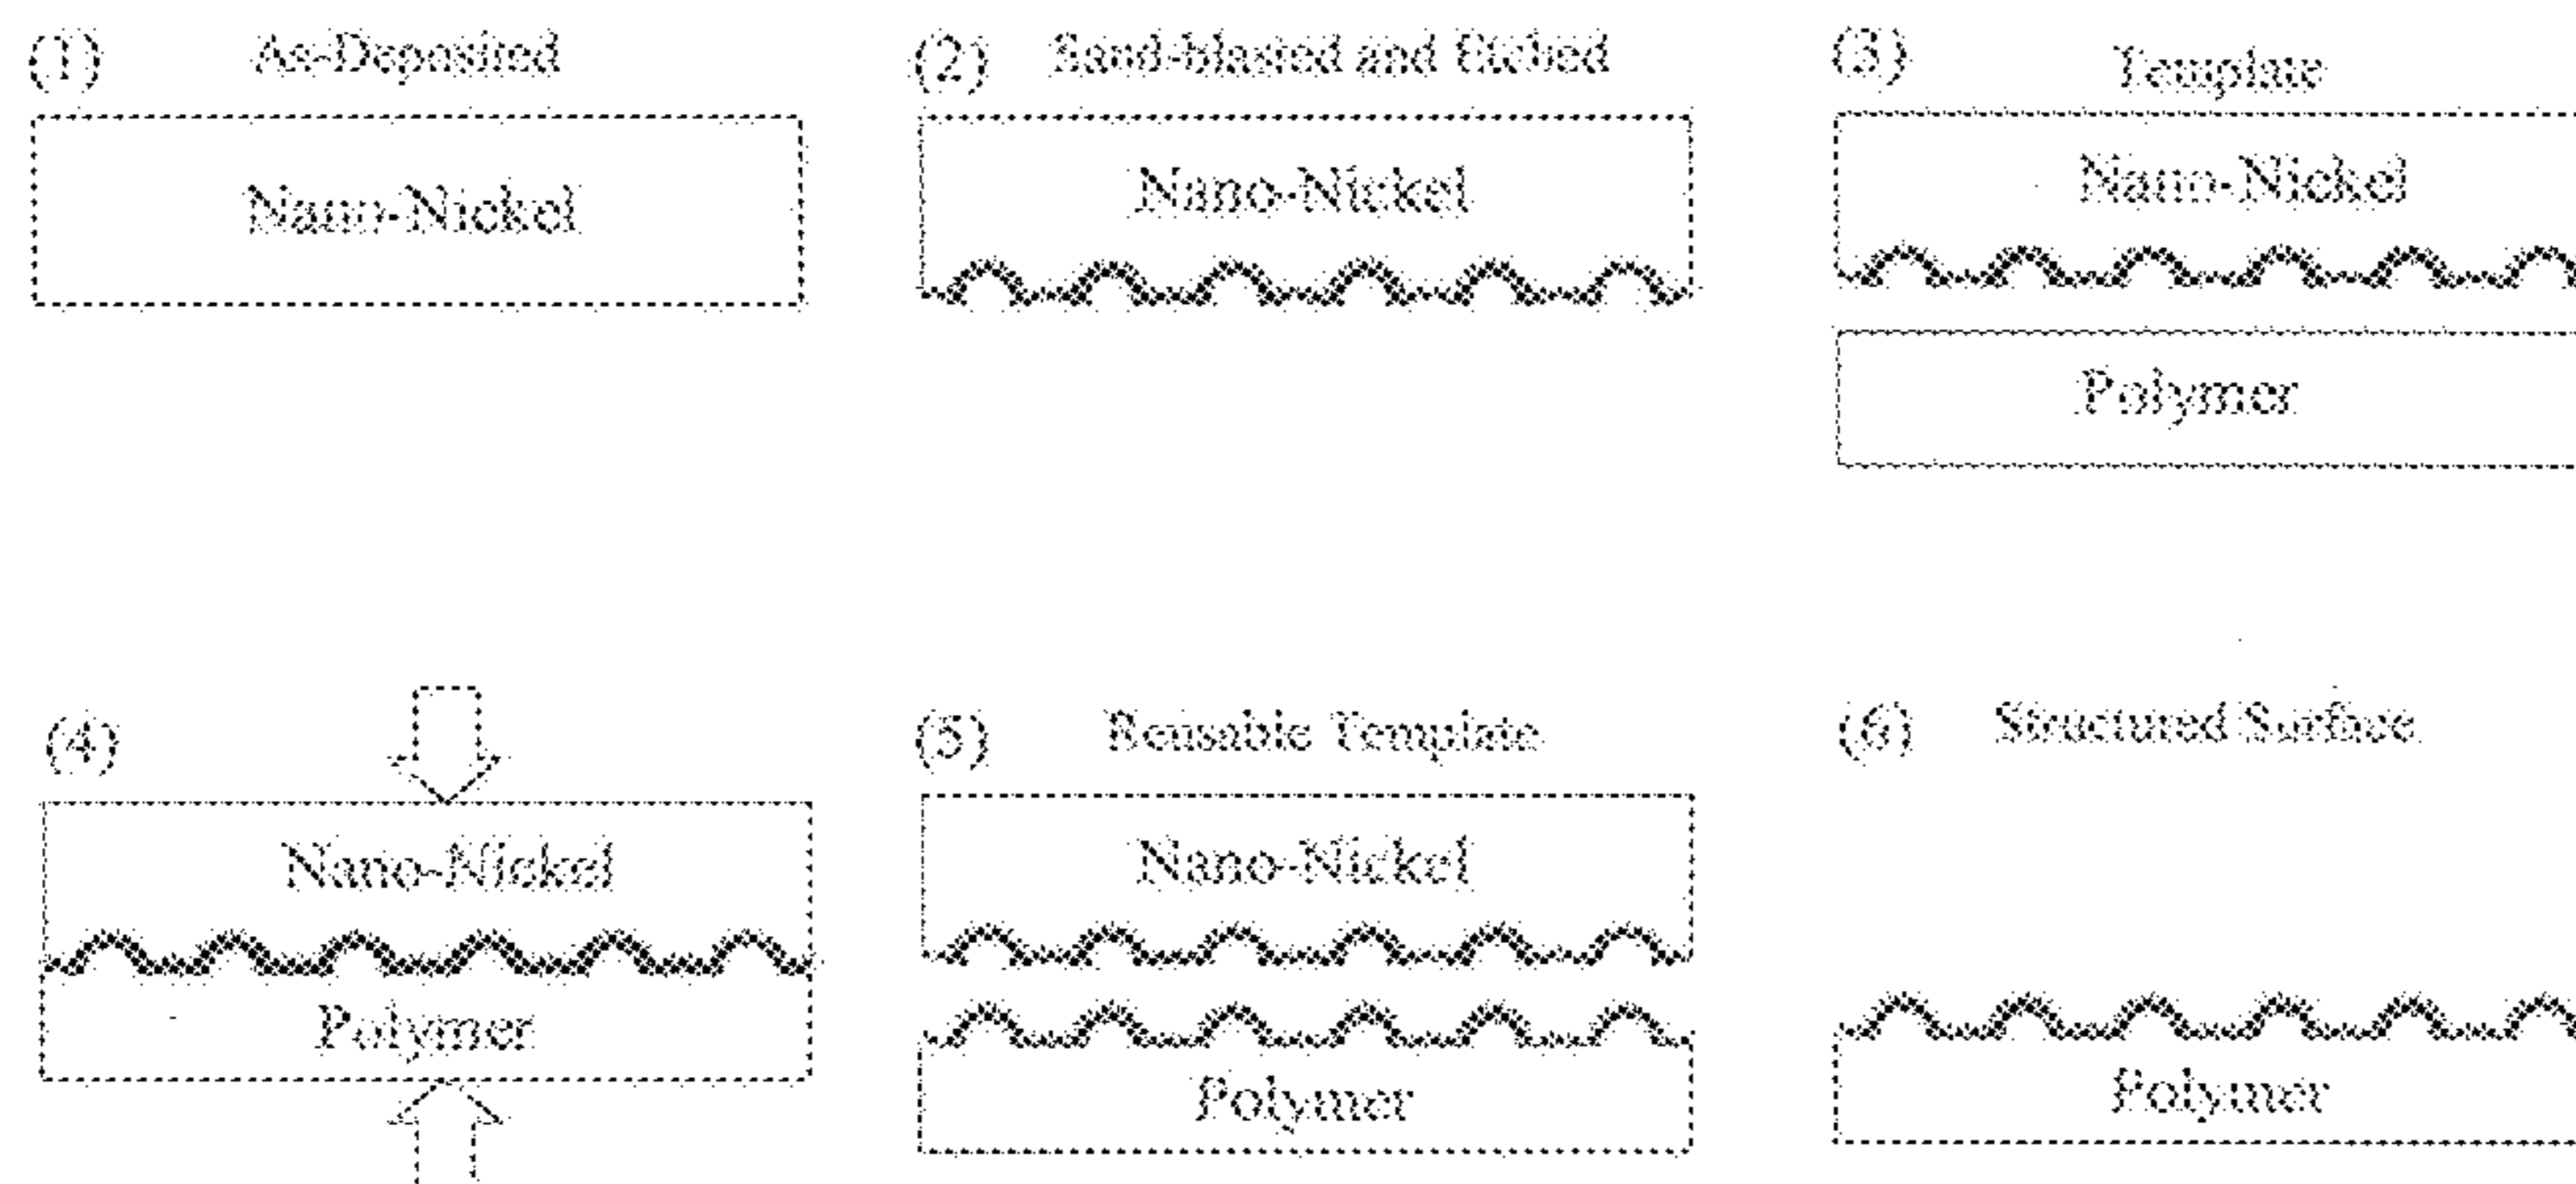 (1) As-Deposited
Nano-Nickel
(2) Sand-blasted and Etched
Nano-Nickel
(3) Template
Nano-Nickel
Polymer
(4)
Nano-Nickel
Polymer
(5) Reusable Template
Nano-Nickel
Polymer
(6) Structured Surface
Polymer